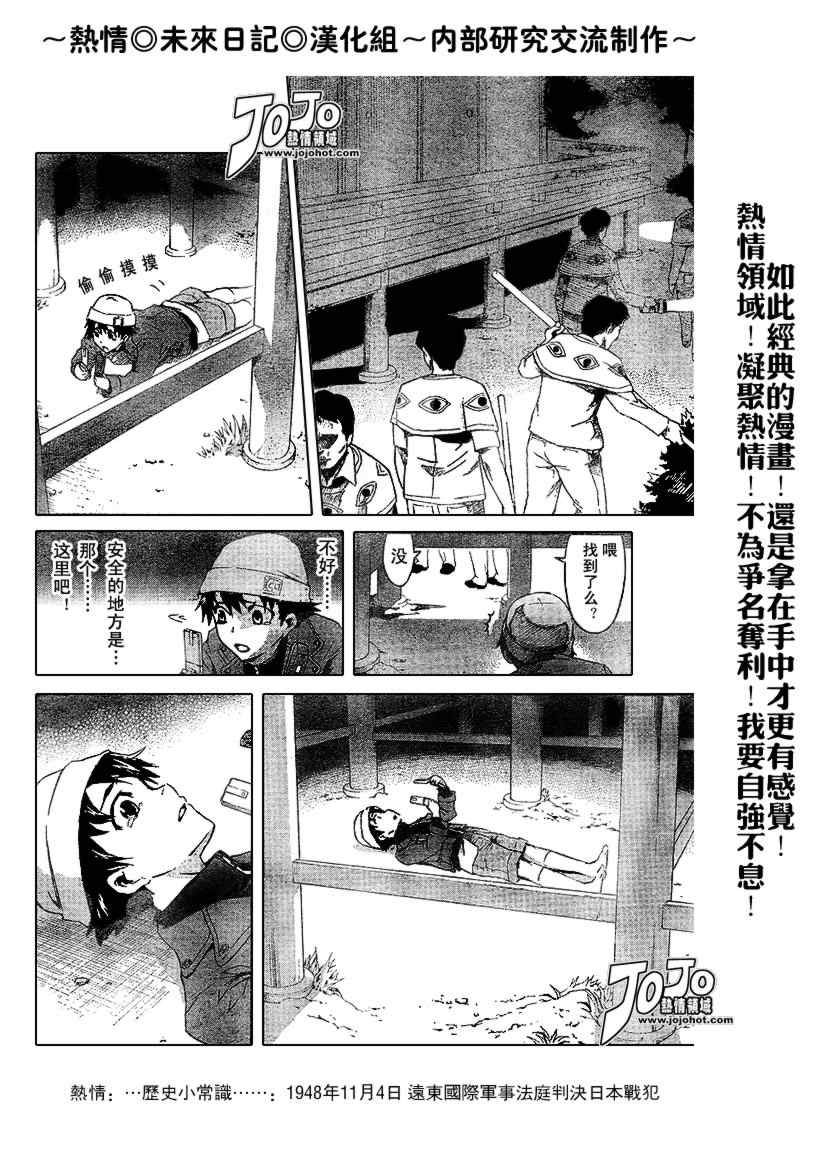 ～熱情◎未來日記◎漢化組～内部研究交流制作～
JOJO
熱情領域
www.jojohot.com
偷偷摸摸
喂
找到了么？
没
不好……
安全的地方是…
那个……
这里吧！
如此經典的漫畫！還是拿在手中才更有感覺！
熱情領域！凝聚熱情！不為爭名奪利！我要自強不息！
JOJO
熱情領域
www.jojohot.com
熱情：…歷史小常識……：1948年11月4日 遠東國際軍事法庭判決日本戰犯